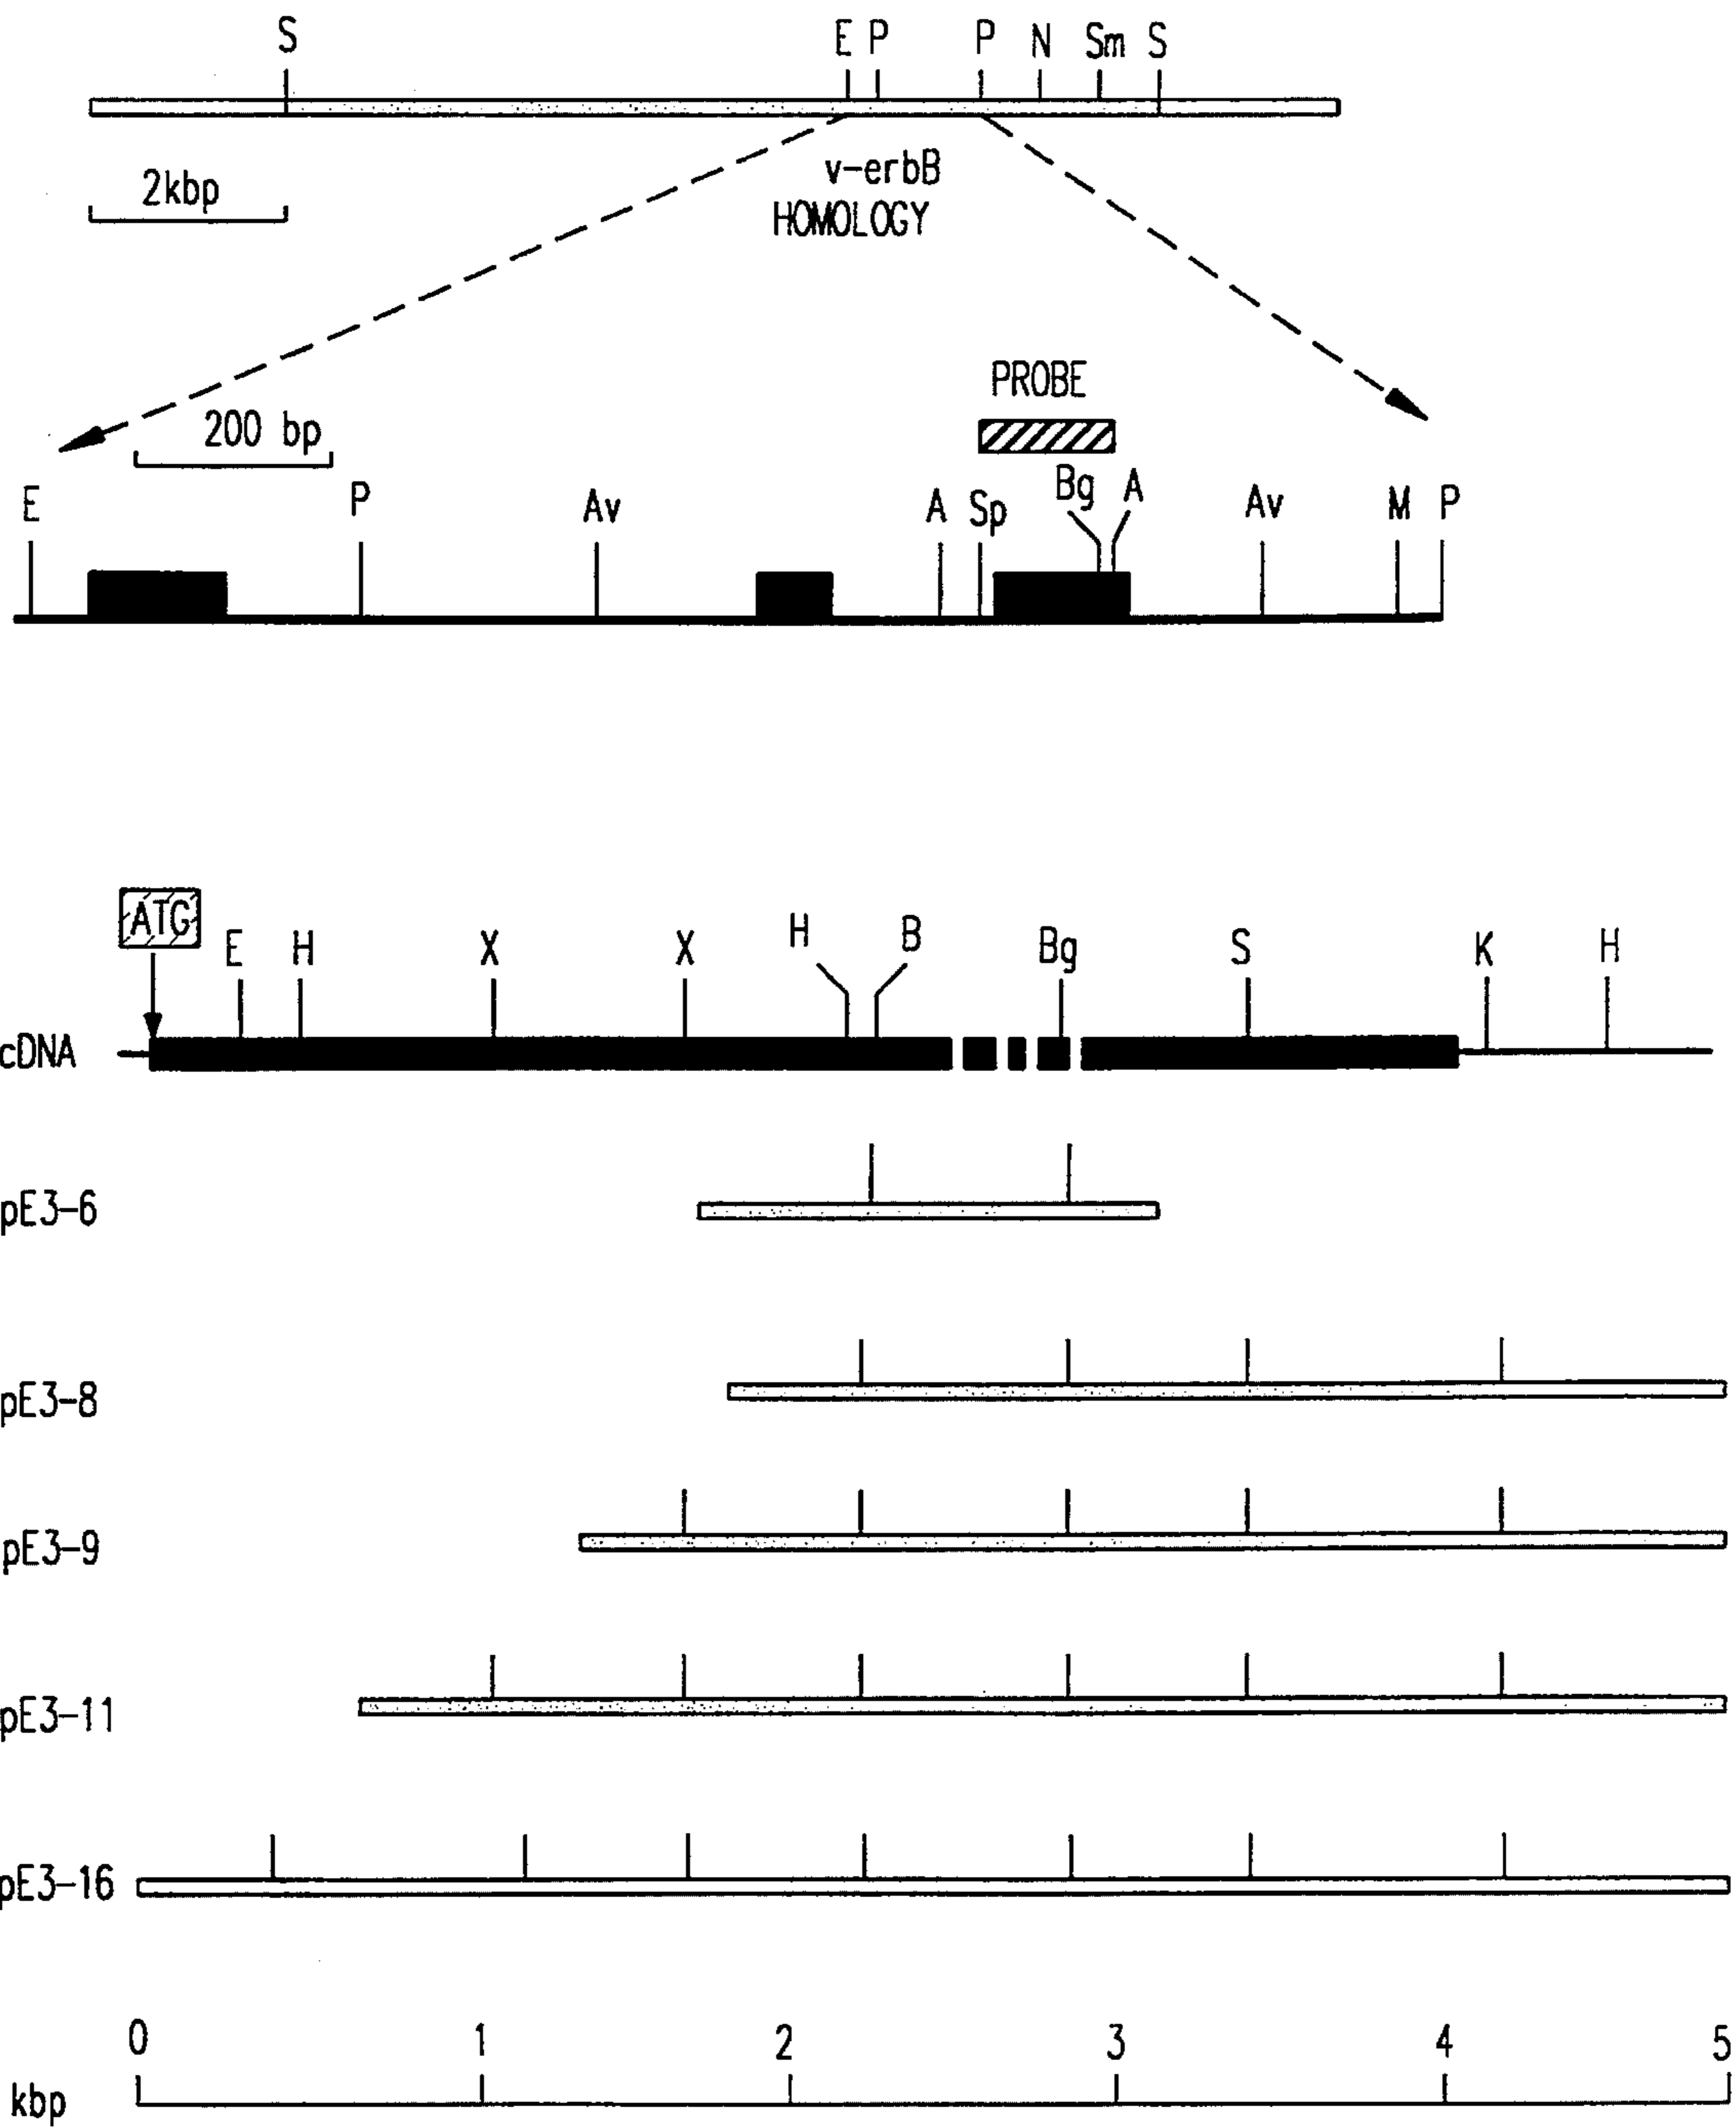 S E P P N Sm S
2kbp
v-erbB
HOMOLOGY
PROBE
200 bp
E P Av A Sp Bg A Av M P
ATG
E H X X H B Bg S K H
cDNA
pE3-6
pE3-8
pE3-9
pE3-11
pE3-16
0 1 2 3 4 5
kbp